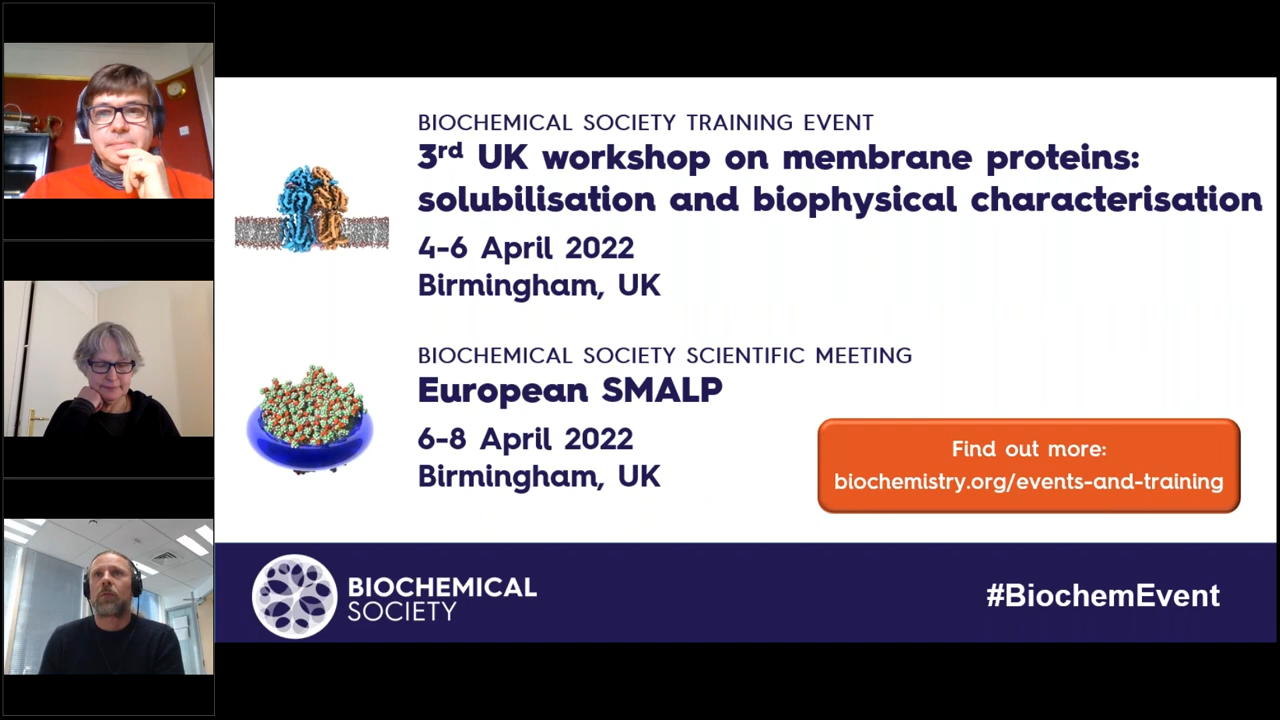 BIOCHEMICAL SOCIETY TRAINING EVENT
3rd UK workshop on membrane proteins:
solubilisation and biophysical characterisation
4-6 April 2022
Birmingham, UK
BIOCHEMICAL SOCIETY SCIENTIFIC MEETING
European SMALP
6-8 April 2022
Birmingham, UK
Find out more:
biochemistry.org/events-and-training
BIOCHEMICAL
SOCIETY
#BiochemEvent